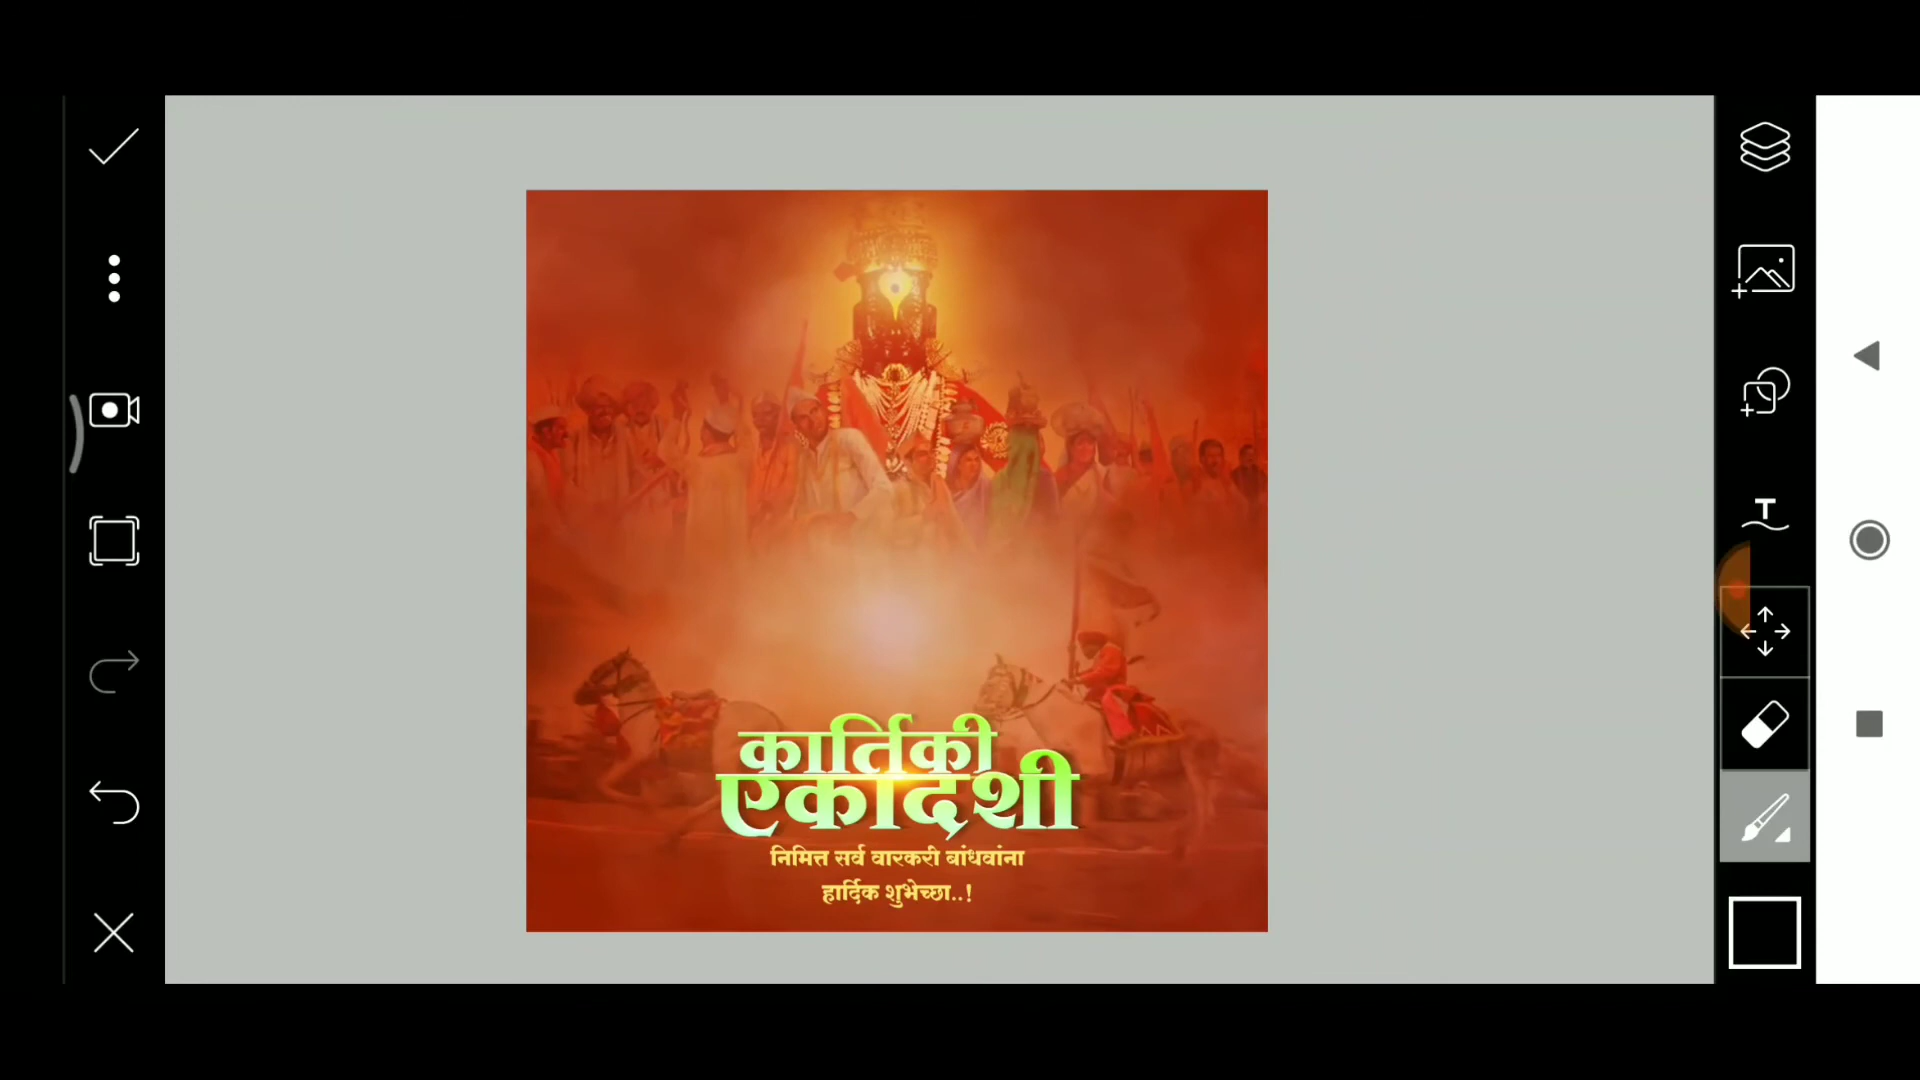 कार्तिकी
एकादशी
निमित्त सर्व वारकरी बांधवांना
हार्दिक शुभेच्छा..!